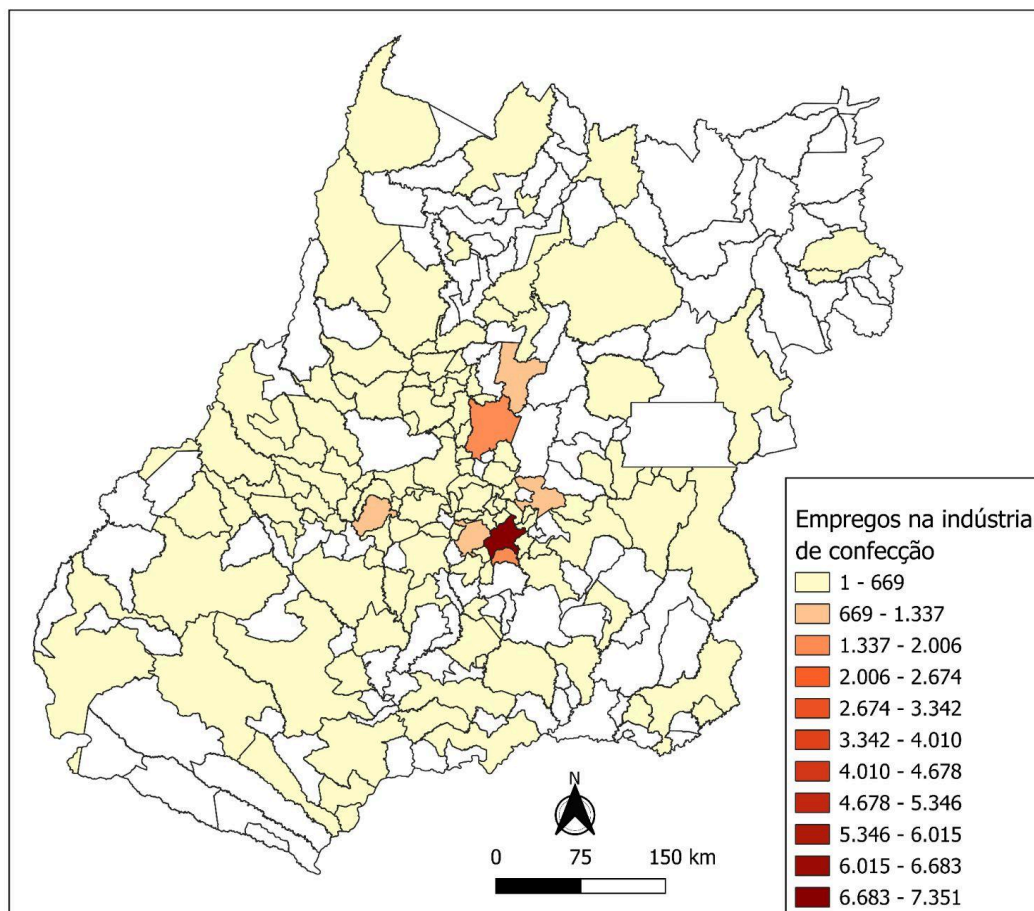 Empregos na indústria
de confecção
1 - 669
669 - 1.337
1.337 - 2.006
2.006 - 2.674
2.674 - 3.342
3.342 - 4.010
4.010 - 4.678
4.678 - 5.346
5.346 - 6.015
6.015 - 6.683
6.683 - 7.351
N
0 75 150 km